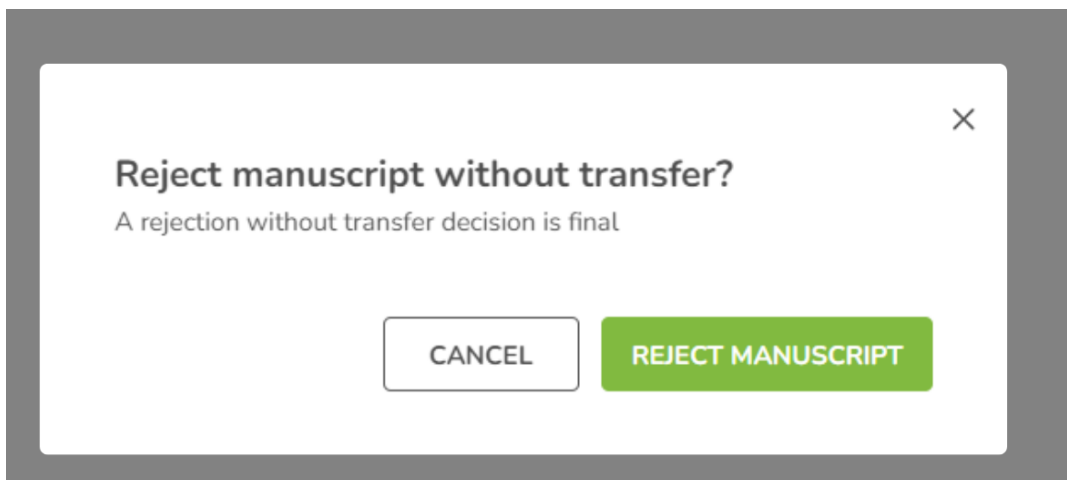 Reject manuscript without transfer?
A rejection without transfer decision is final
CANCEL
REJECT MANUSCRIPT